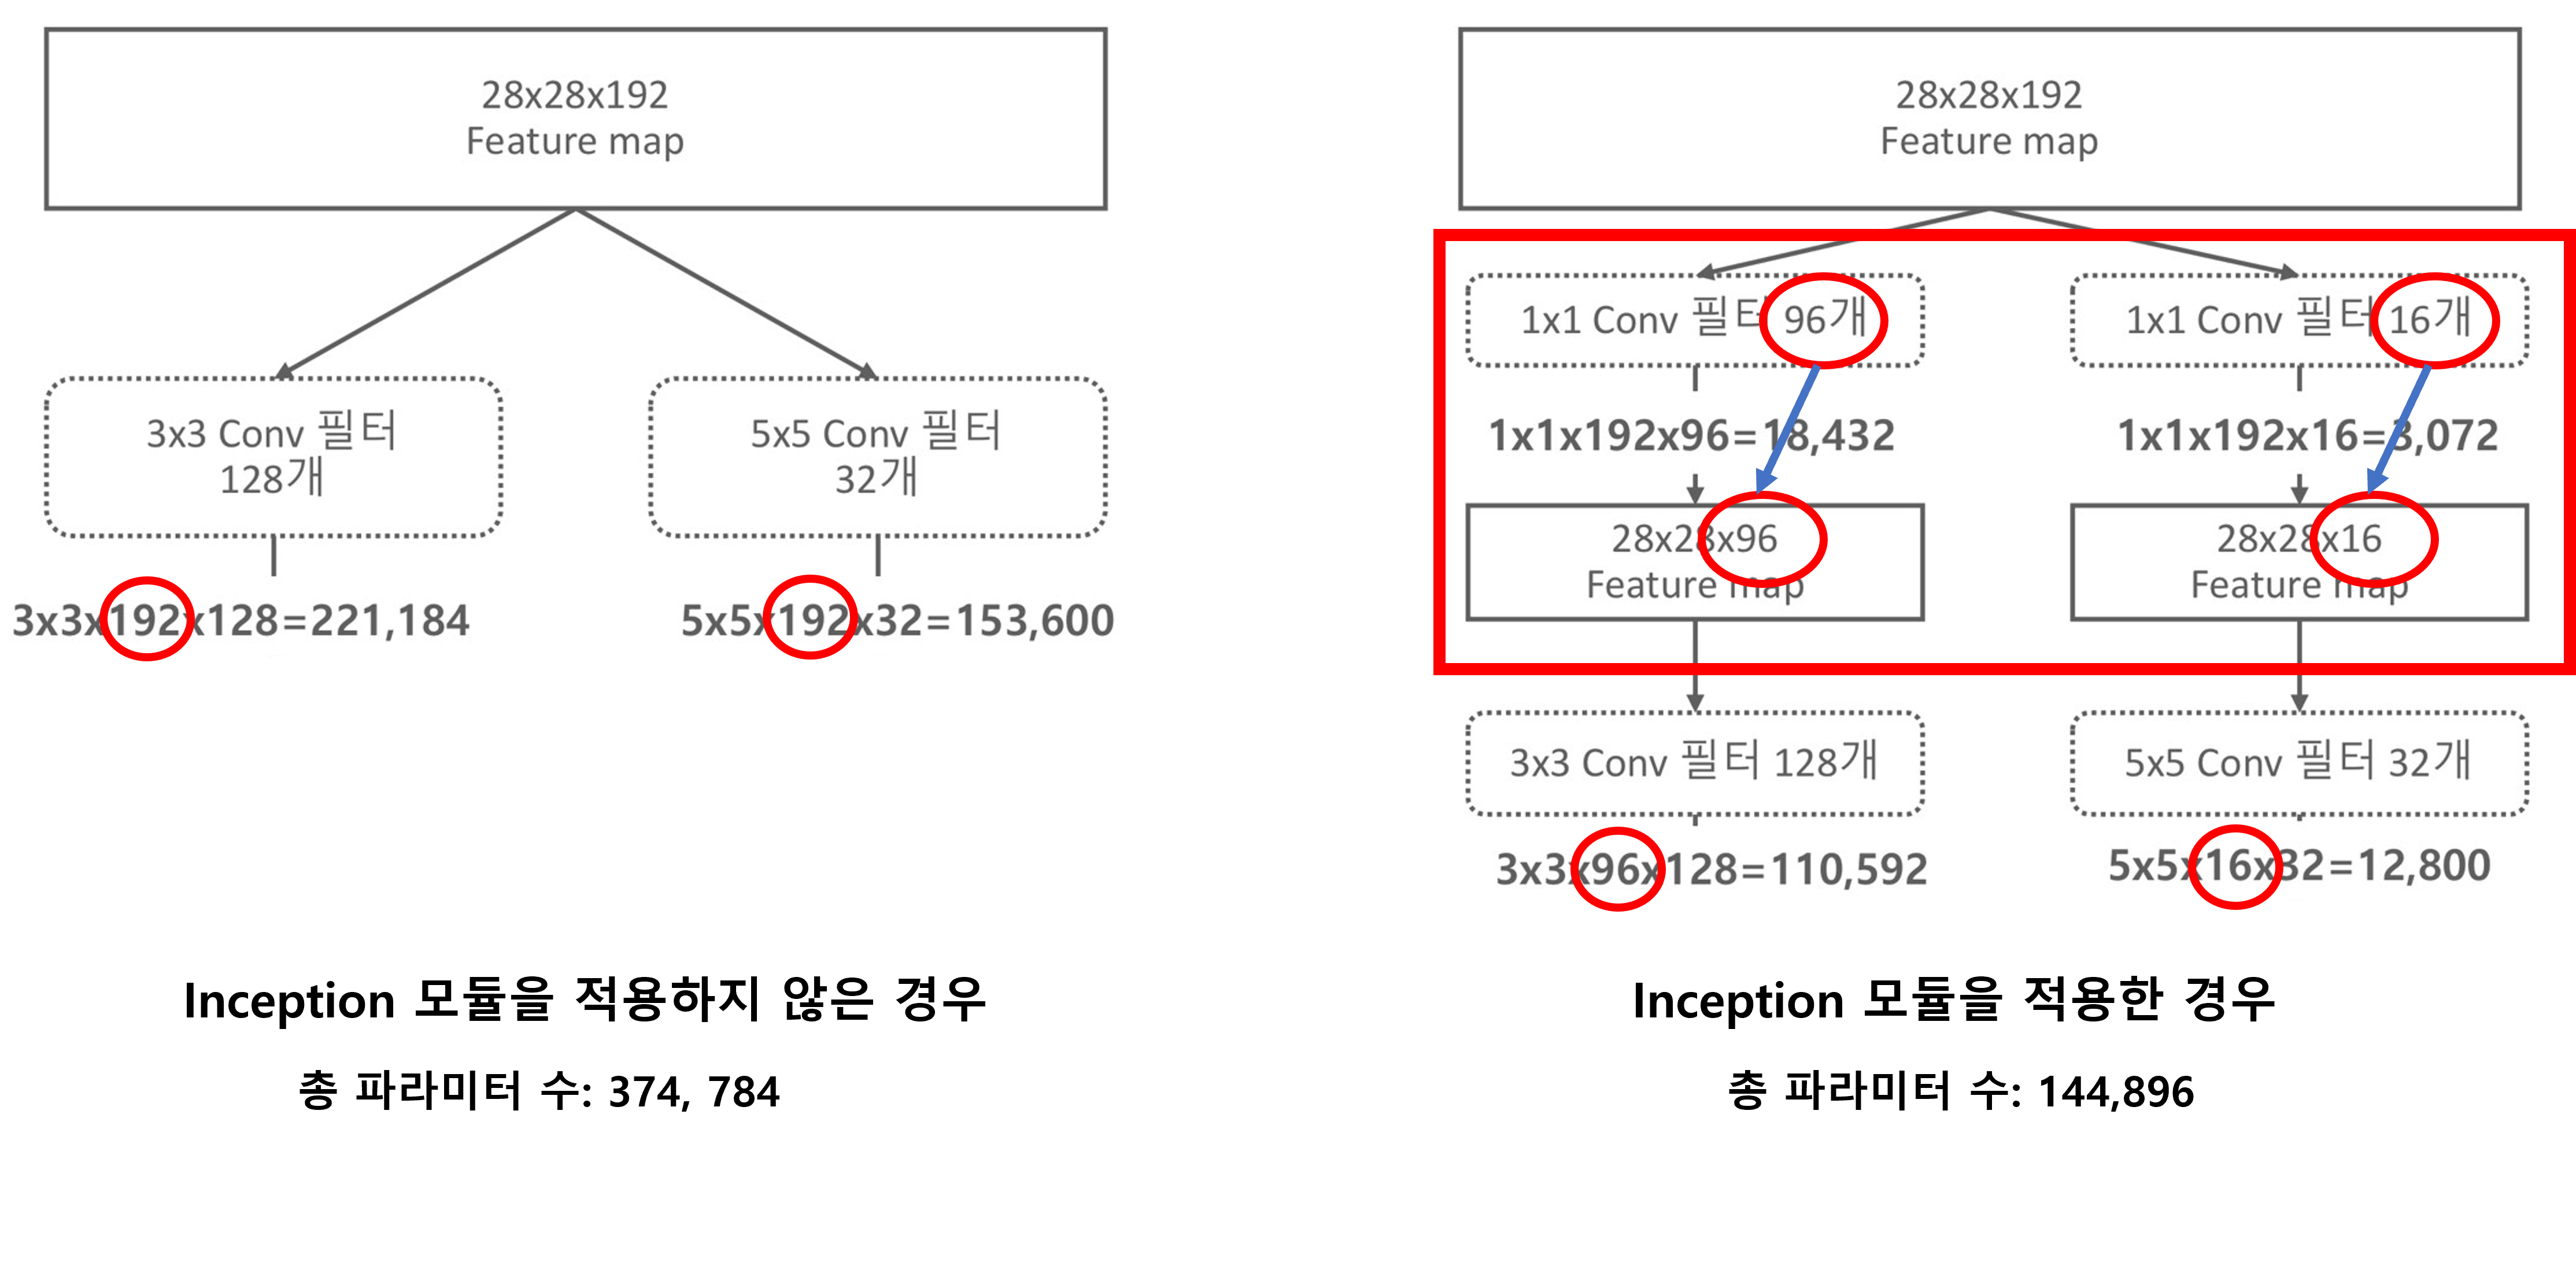 28x28x192
Feature map
3x3 Conv 필터
128개
5x5 Conv 필터
32개
3x3x192x128=221,184
5x5x192x32=153,600
Inception 모듈을 적용하지 않은 경우
총 파라미터 수: 374, 784
28x28x192
Feature map
1x1 Conv 필터 96개
1x1 Conv 필터 16개
1x1x192x96=18,432
1x1x192x16=3,072
28x28x96
Feature map
28x28x16
Feature map
3x3 Conv 필터 128개
5x5 Conv 필터 32개
3x3x96x128=110,592
5x5x16x32=12,800
Inception 모듈을 적용한 경우
총 파라미터 수: 144,896